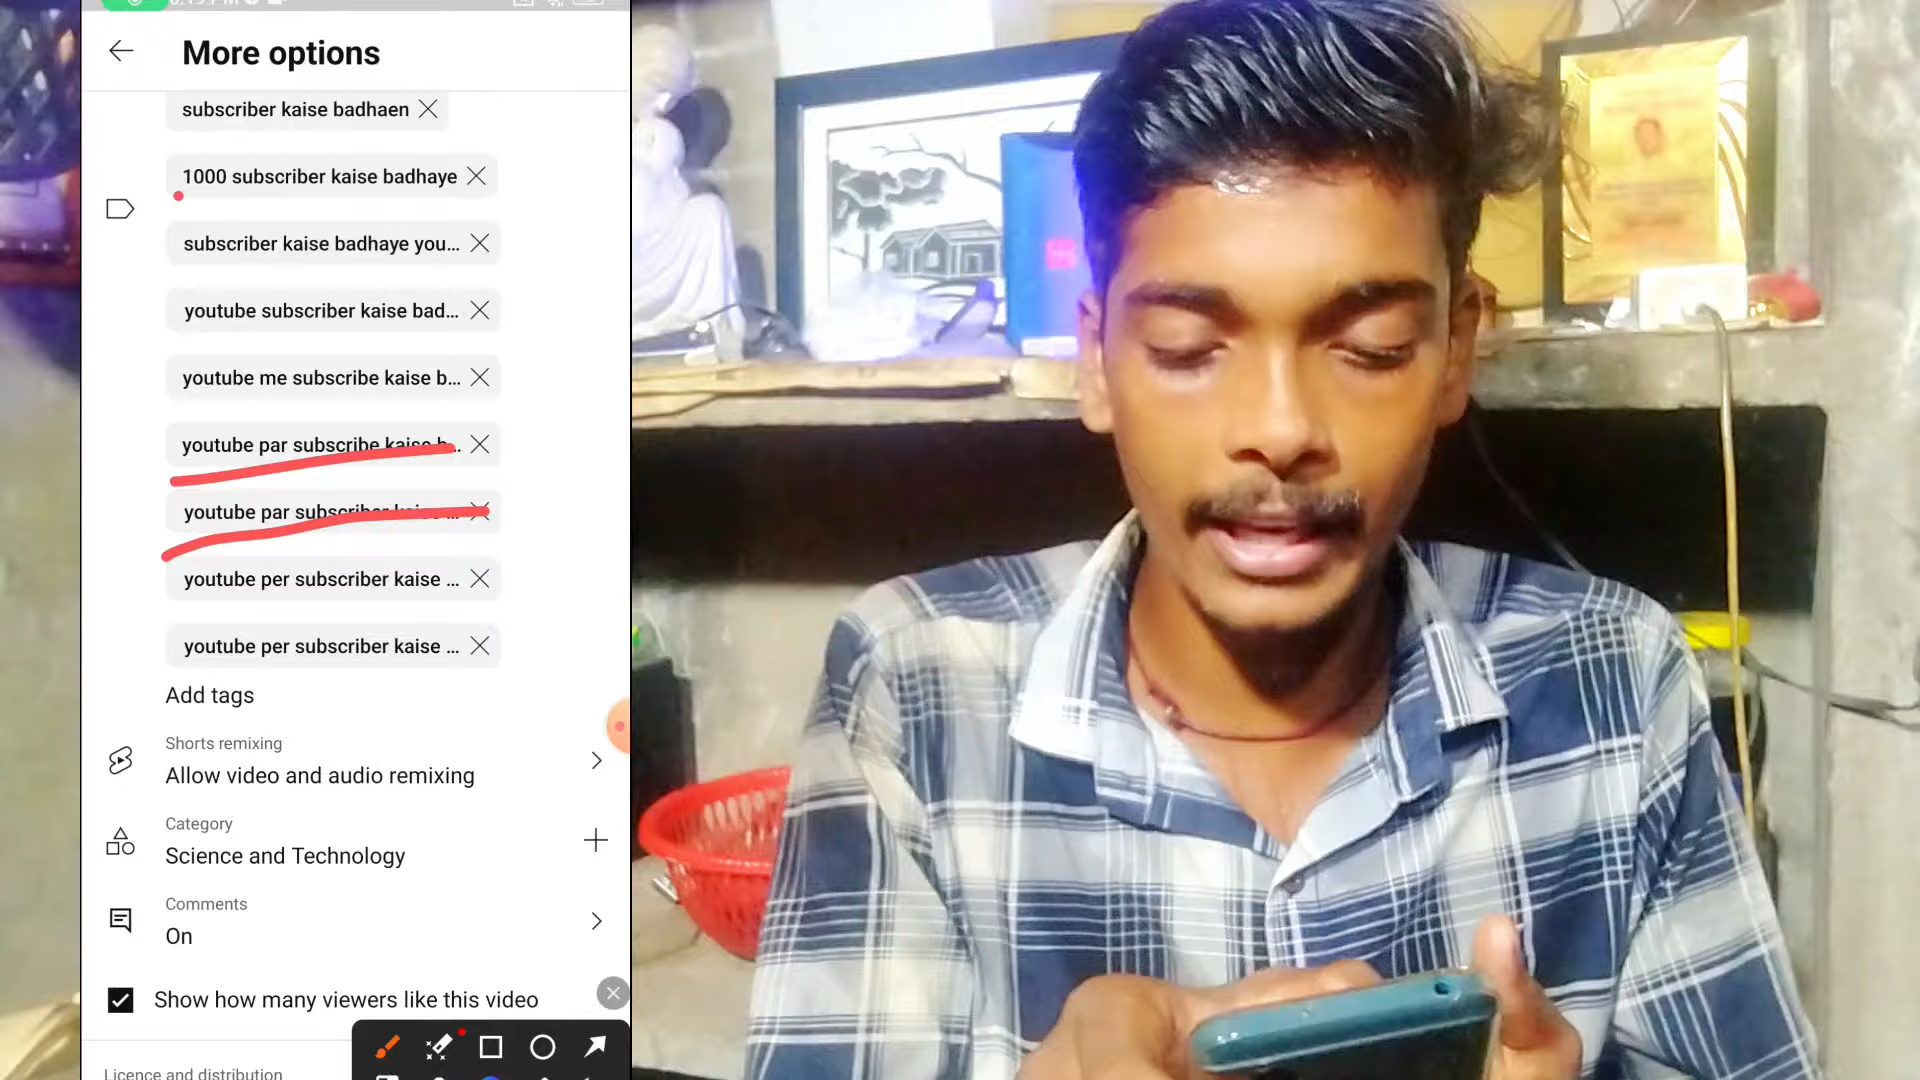 More options
subscriber kaise badhaen
1000 subscriber kaise badhaye
subscriber kaise badhaye you...
youtube subscriber kaise bad...
youtube me subscribe kaise b...
youtube par subscribe kaise b...
youtube par subscriber kaise ...
youtube per subscriber kaise ...
youtube per subscriber kaise ...
Add tags
Shorts remixing
Allow video and audio remixing
Category
Science and Technology
Comments
On
Show how many viewers like this video
Licence and distribution